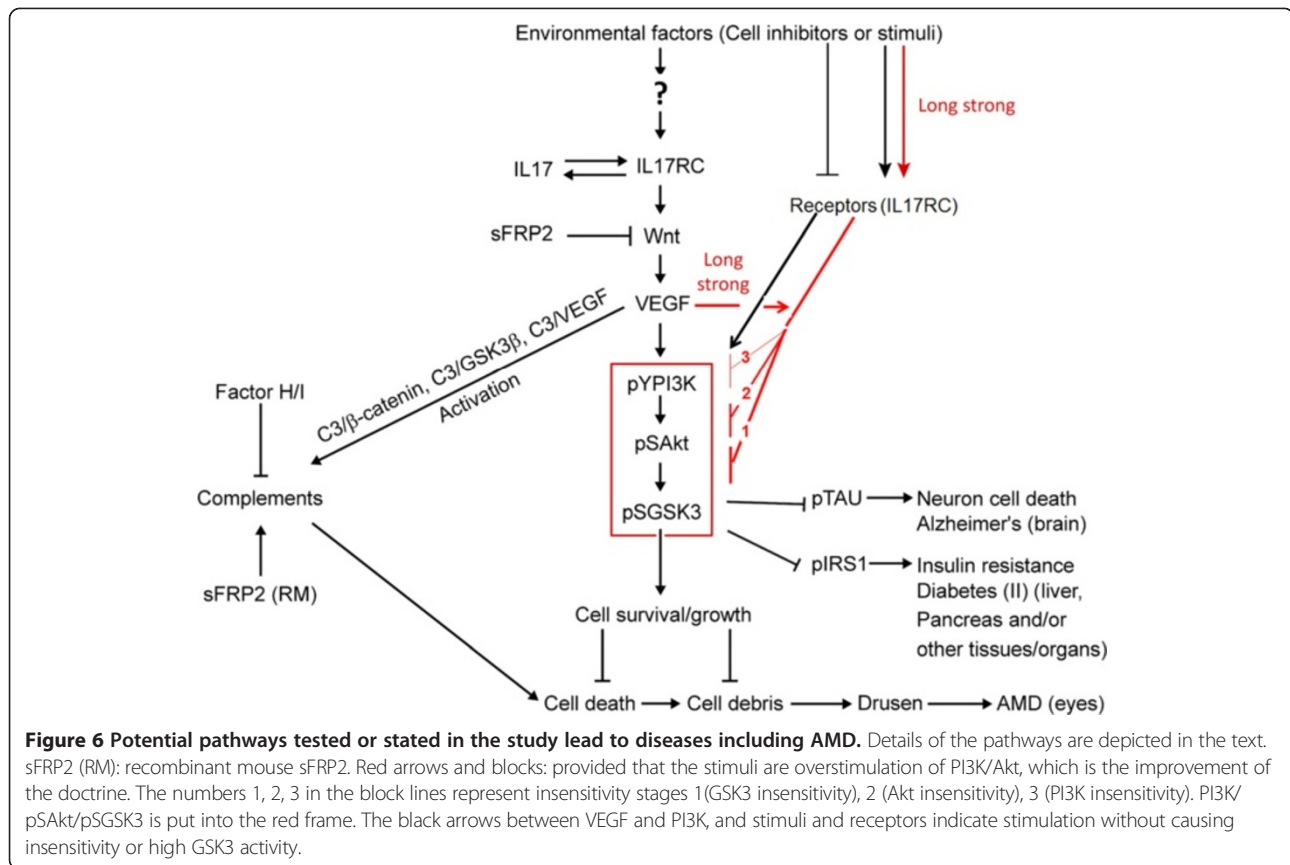 Environmental factors (Cell inhibitors or stimuli)
?
Long strong
IL17
IL17RC
Receptors (IL17RC)
sFRP2
Wnt
Long
strong
VEGF
C3/β-catenin, C3/GSK3β, C3/VEGF
Activation
3
2
1
pYPI3K
pSAkt
pSGSK3
Factor H/I
Complements
sFRP2 (RM)
pTAU
Neuron cell death
Alzheimer's (brain)
pIRS1
Insulin resistance
Diabetes (II) (liver,
Pancreas and/or
other tissues/organs)
Cell survival/growth
Cell death
Cell debris
Drusen
AMD (eyes)
Figure 6 Potential pathways tested or stated in the study lead to diseases including AMD. Details of the pathways are depicted in the text.
sFRP2 (RM): recombinant mouse sFRP2. Red arrows and blocks: provided that the stimuli are overstimulation of PI3K/Akt, which is the improvement of
the doctrine. The numbers 1, 2, 3 in the block lines represent insensitivity stages 1(GSK3 insensitivity), 2 (Akt insensitivity), 3 (PI3K insensitivity). PI3K/
pSAkt/pSGSK3 is put into the red frame. The black arrows between VEGF and PI3K, and stimuli and receptors indicate stimulation without causing
insensitivity or high GSK3 activity.